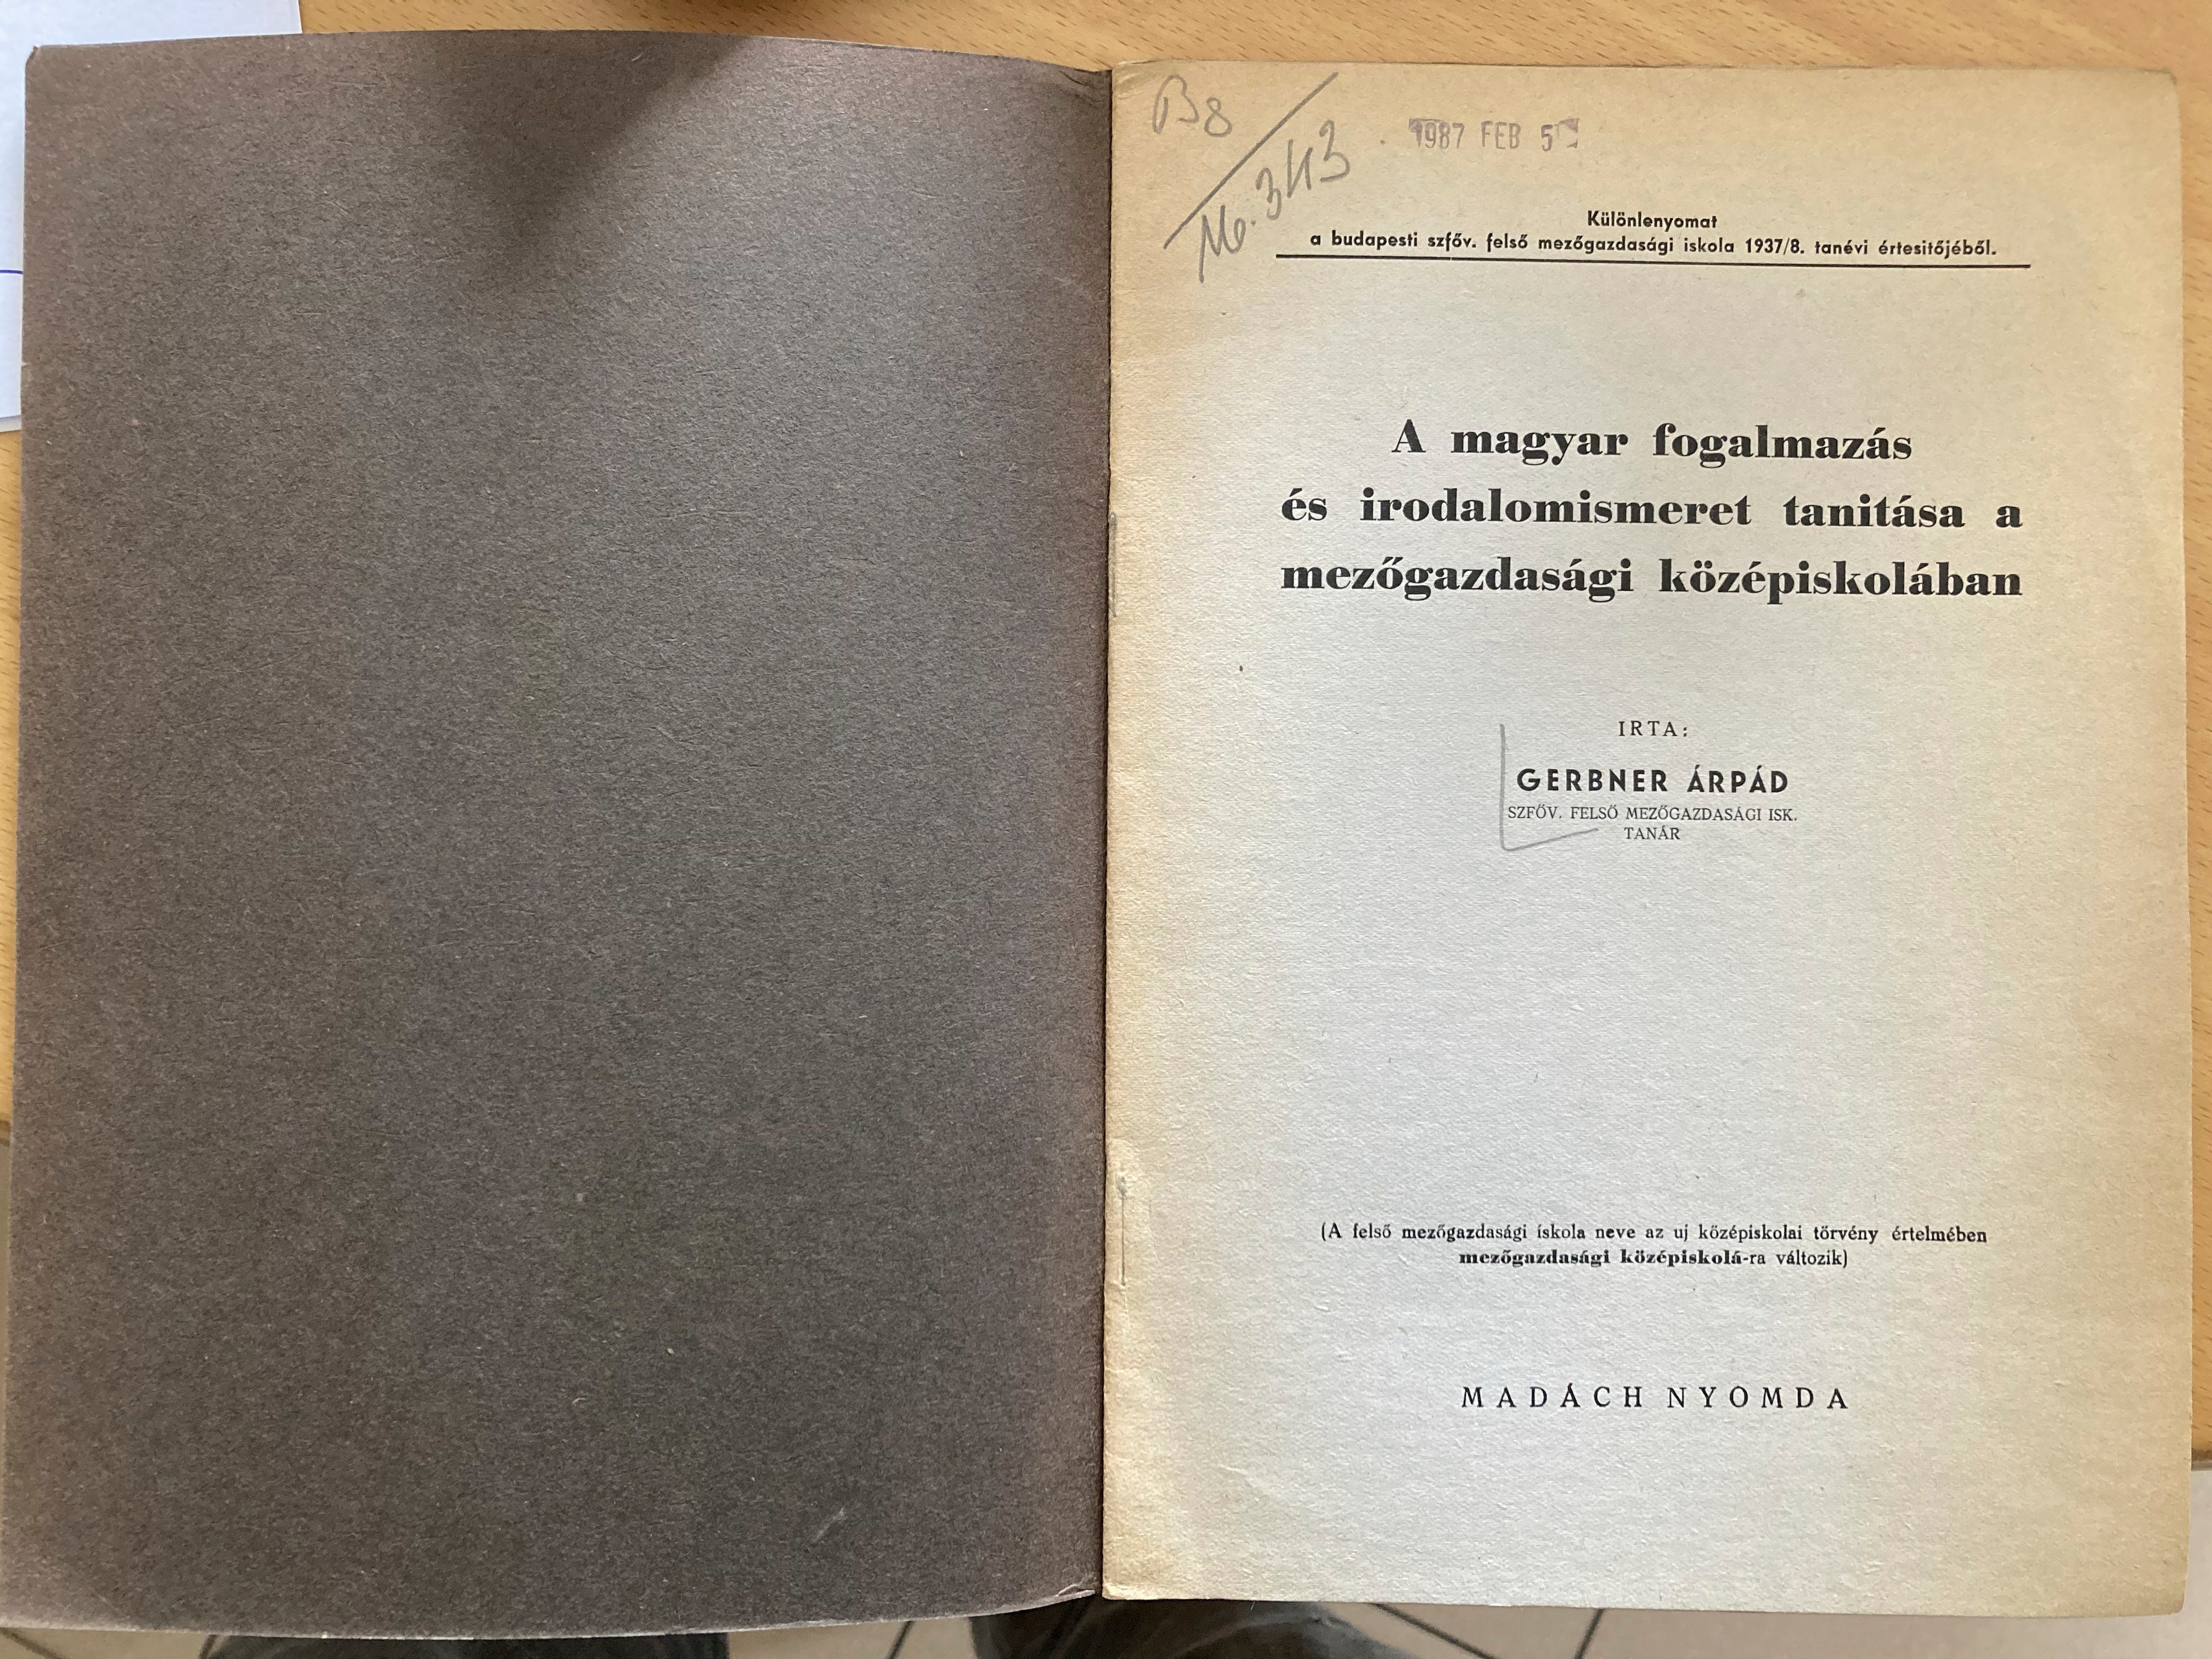 B8
Me. 343
1987 FEB 5
Különlenyomat
a budapesti szfőv. felső mezőgazdasági iskola 1937/8. tanévi értesitőjéből.
A magyar fogalmazás
és irodalomismeret tanitása a
mezőgazdasági középiskolában
IRTA:
GERBNER ÁRPÁD
SZFŐV. FELSŐ MEZŐGAZDASÁGI ISK.
TANÁR
(A felső mezőgazdasági iskola neve az uj középiskolai törvény értelmében
mezőgazdasági középiskolá-ra változik)
MADÁCH NYOMDA